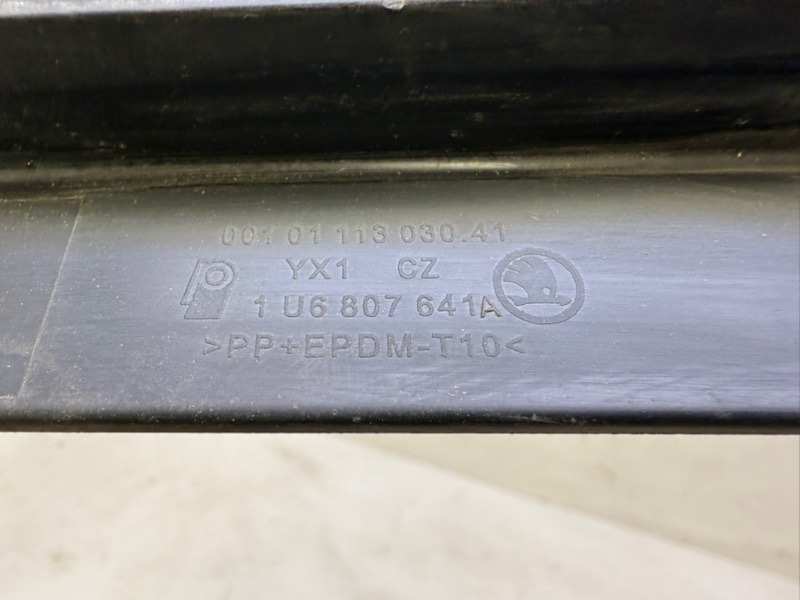 001 01 113 030.41
YX1 CZ
1 U6 807 641A
>PP+EPDM-T10<